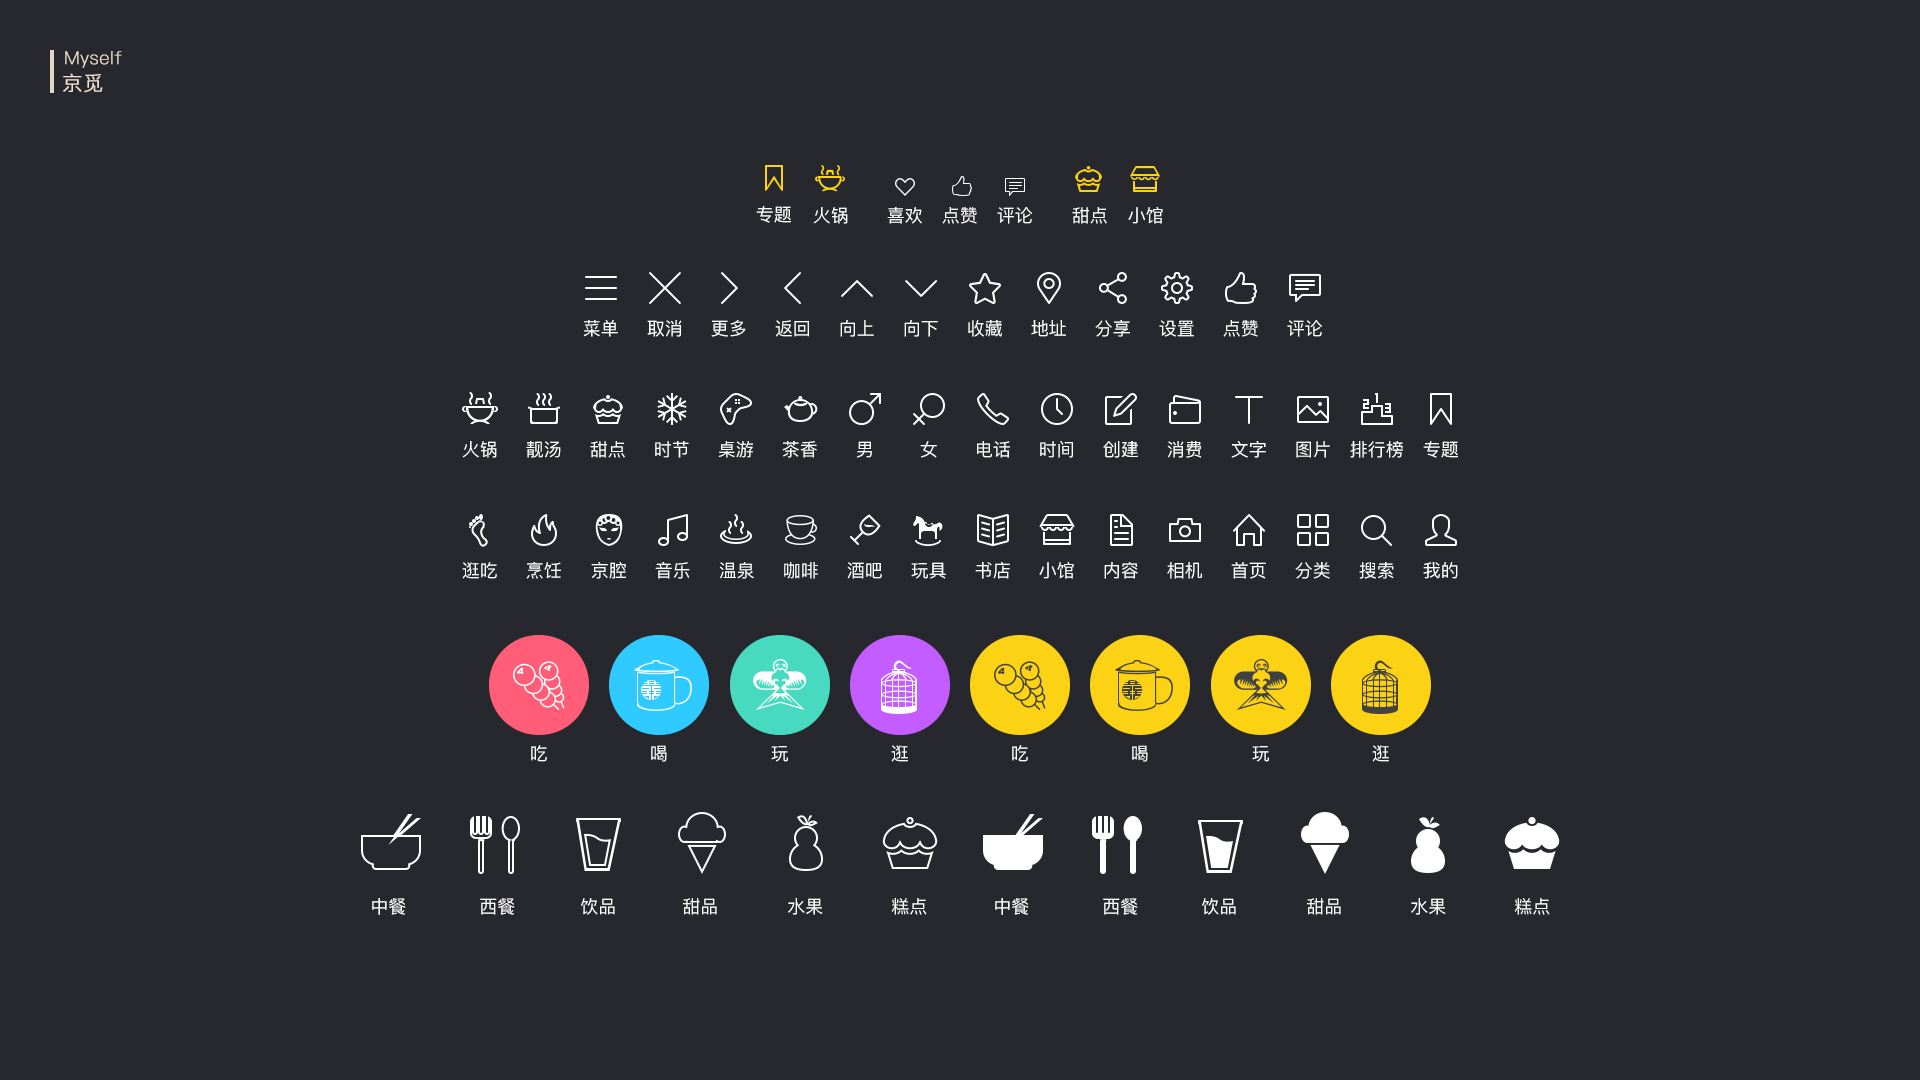 Myself
京觅
专题 火锅 喜欢 点赞 评论 甜点 小馆
菜单 取消 更多 返回 向上 向下 收藏 地址 分享 设置 点赞 评论
火锅 靓汤 甜点 时节 桌游 茶香 男 女 电话 时间 创建 消费 文字 图片 排行榜 专题
逛吃 烹饪 京腔 音乐 温泉 咖啡 酒吧 玩具 书店 小馆 内容 相机 首页 分类 搜索 我的
吃 喝 玩 逛 吃 喝 玩 逛
中餐 西餐 饮品 甜品 水果 糕点 中餐 西餐 饮品 甜品 水果 糕点